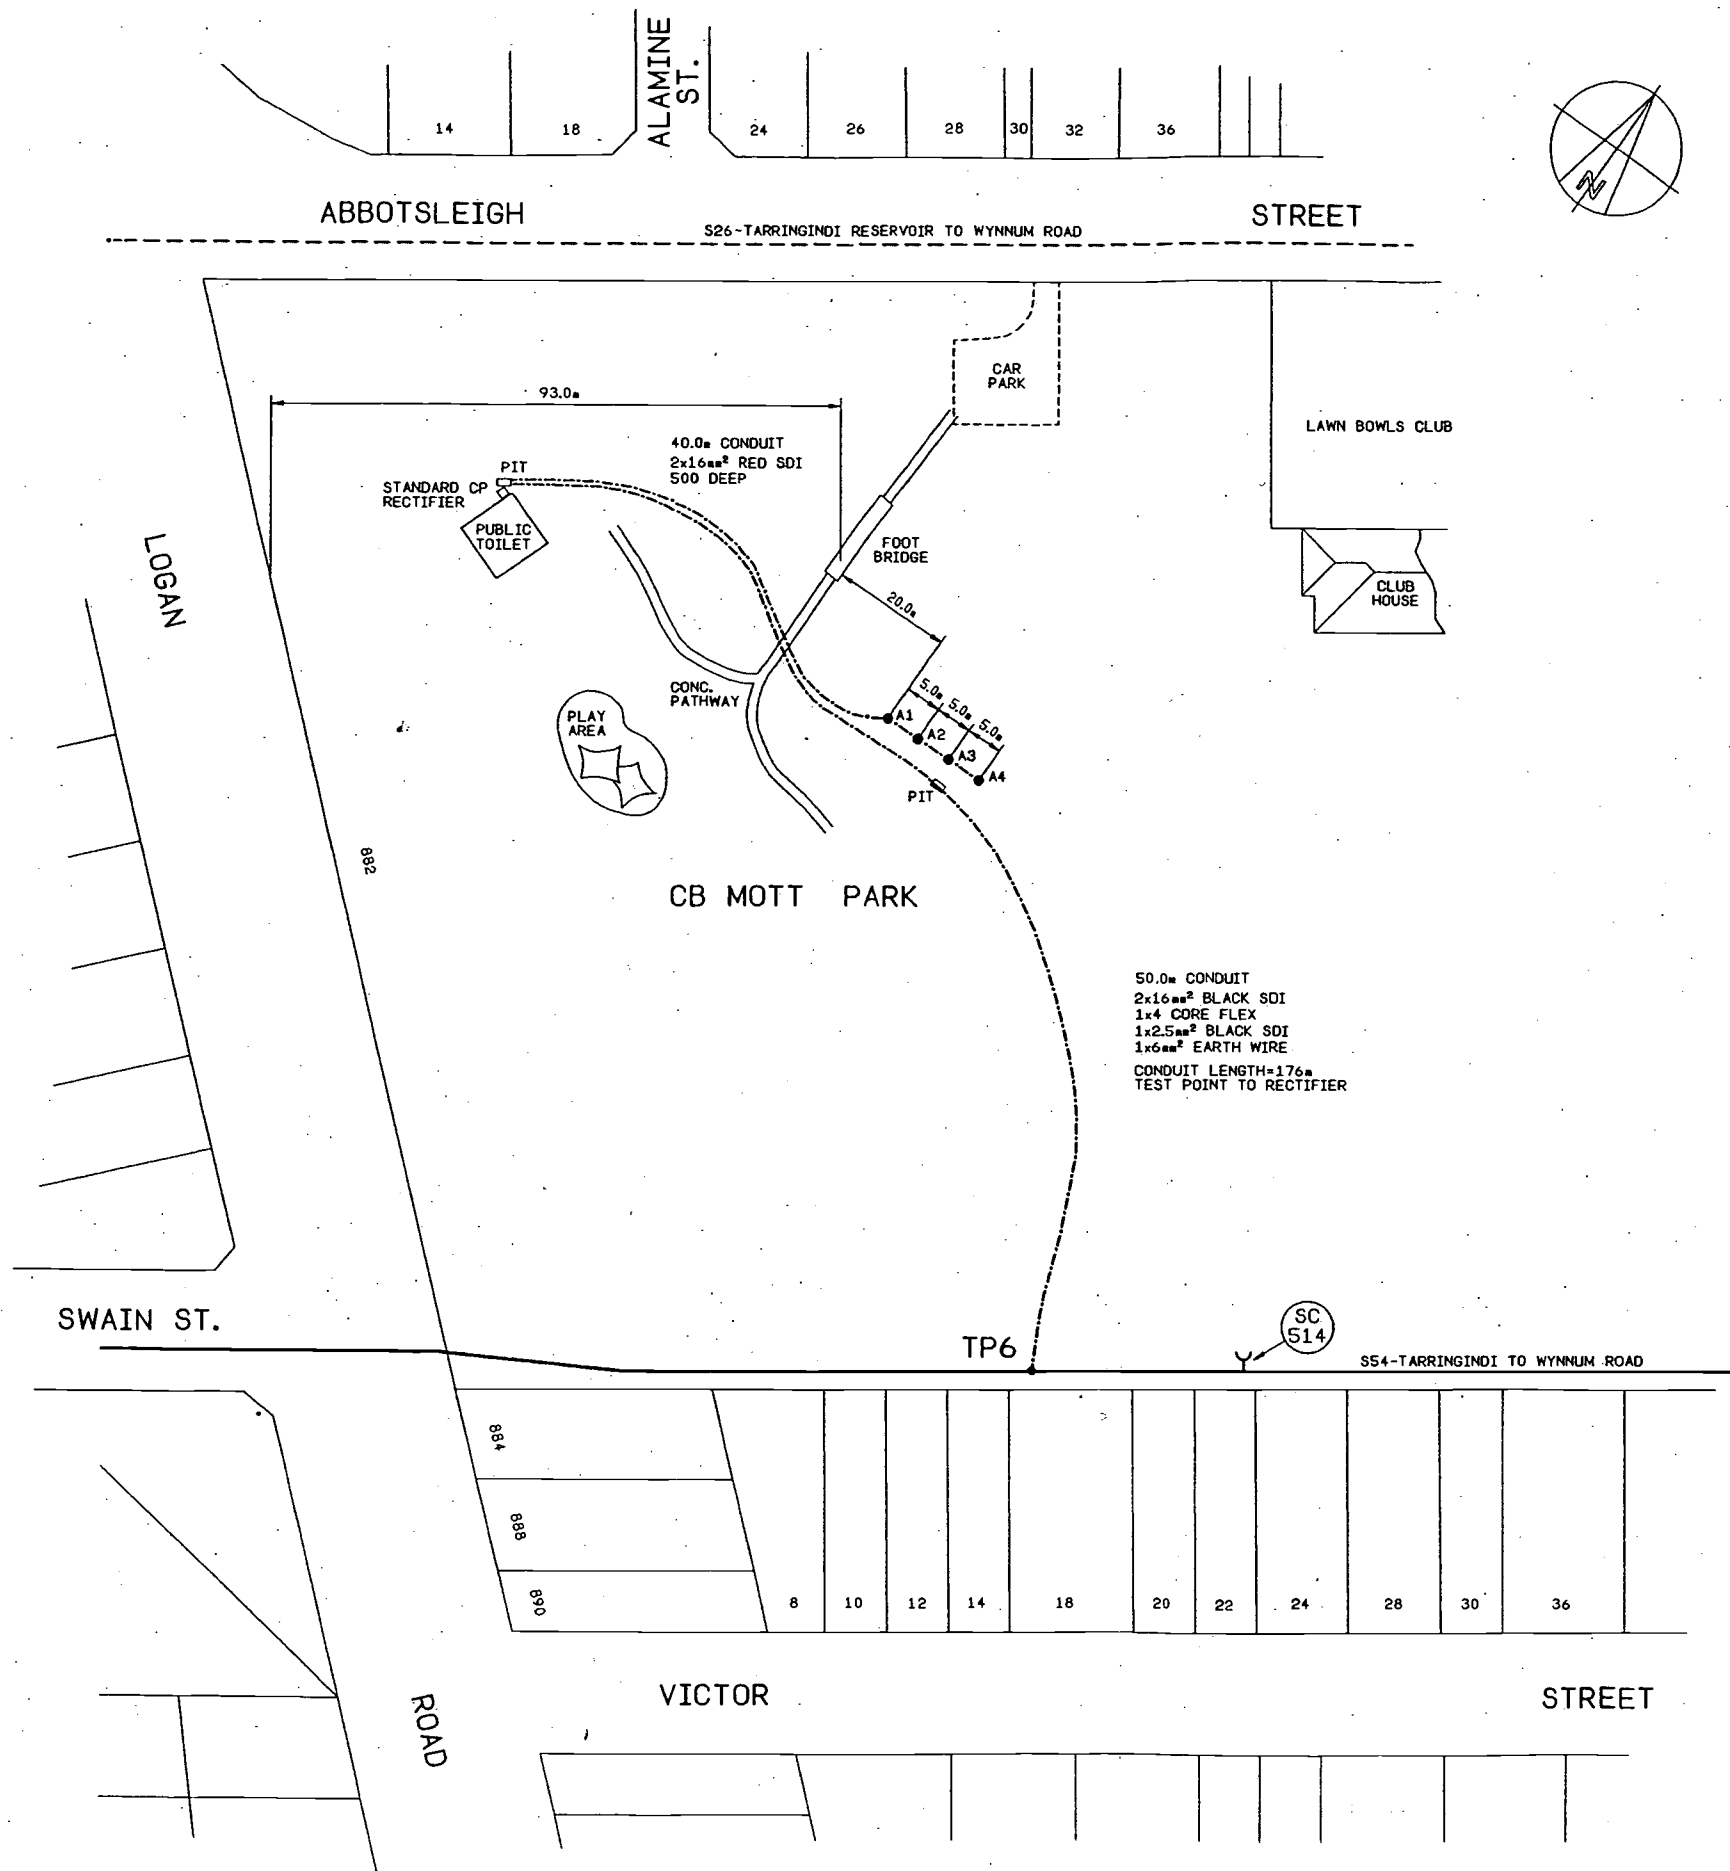 ALAMINE
ST.
14
18
24
26
28
30
32
36
N
ABBOTSLEIGH
STREET
S26-TARRINGINDI RESERVOIR TO WYNNUM ROAD
CAR
PARK
93.0m
LAWN BOWLS CLUB
40.0m CONDUIT
2x16mm² RED SDI
500 DEEP
PIT
STANDARD CP
RECTIFIER
PUBLIC
TOILET
FOOT
BRIDGE
LOGAN
CLUB
HOUSE
20.0m
CONC.
PATHWAY
5.0m
5.0m
5.0m
PLAY
AREA
A1
A2
A3
A4
PIT
882
CB MOTT PARK
50.0m CONDUIT
2x16mm² BLACK SDI
1x4 CORE FLEX
1x2.5mm² BLACK SDI
1x6mm² EARTH WIRE
CONDUIT LENGTH=176m
TEST POINT TO RECTIFIER
SWAIN ST.
TP6
SC
514
S54-TARRINGINDI TO WYNNUM ROAD
884
888
890
8
10
12
14
18
20
22
24
28
30
36
ROAD
VICTOR
STREET